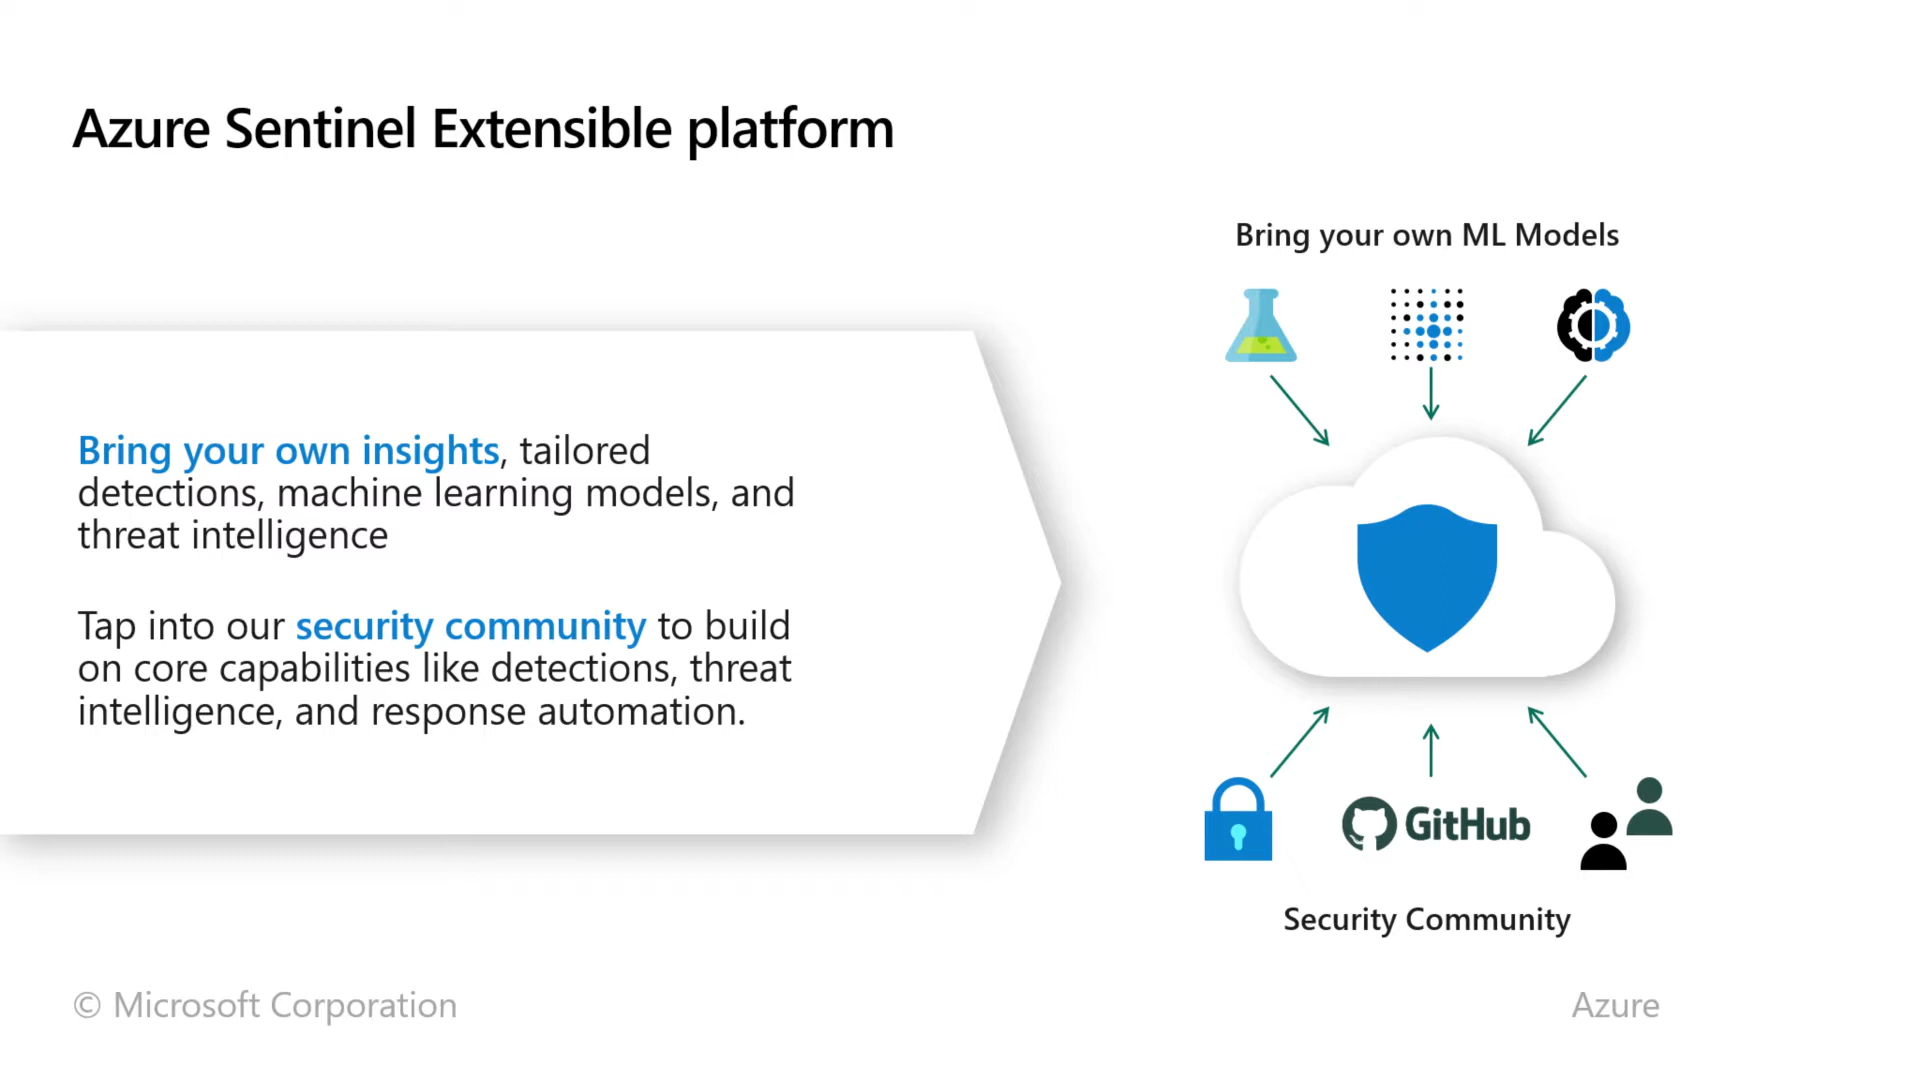 Azure Sentinel Extensible platform
Bring your own insights, tailored
detections, machine learning models, and
threat intelligence
Tap into our security community to build
on core capabilities like detections, threat
intelligence, and response automation.
Bring your own ML Models
GitHub
Security Community
© Microsoft Corporation
Azure